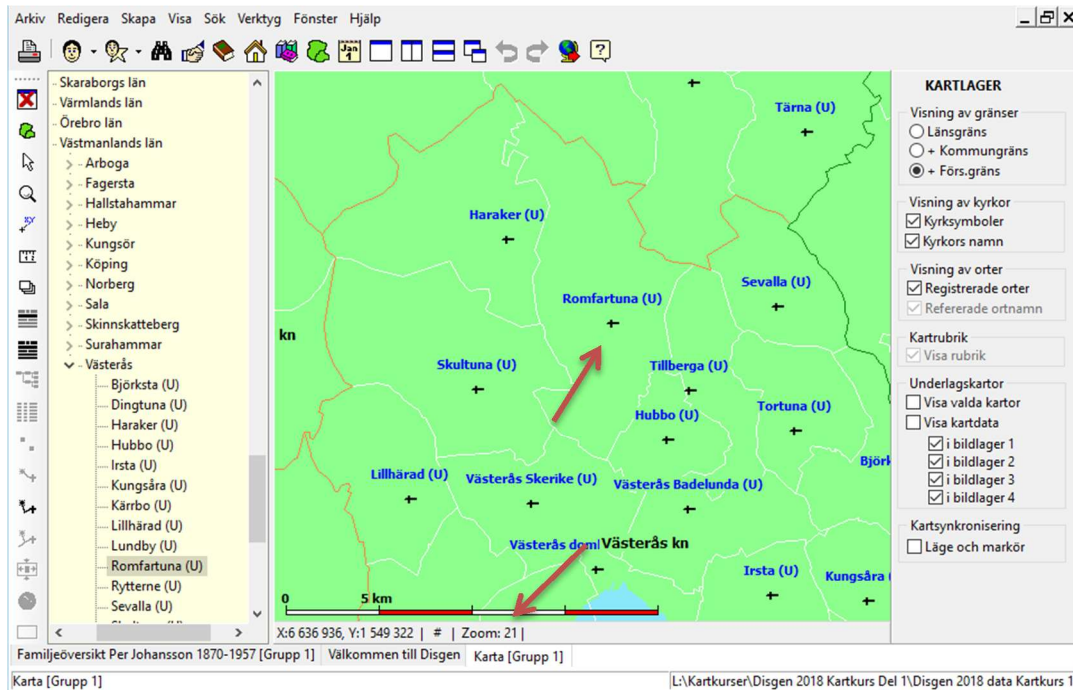 Arkiv Redigera Skapa Visa Sök Verktyg Fönster Hjälp
Jan
1
Skaraborgs län
Värmlands län
Örebro län
Västmanlands län
Arboga
Fagersta
Hallstahammar
Heby
Kungsör
Köping
Norberg
Sala
Skinnskatteberg
Surahammar
Västerås
Björksta (U)
Dingtuna (U)
Haraker (U)
Hubbo (U)
Irsta (U)
Kungsåra (U)
Kärrbo (U)
Lillhärad (U)
Lundby (U)
Romfartuna (U)
Rytterne (U)
Sevalla (U)
Tärna (U)
Haraker (U)
Sevalla (U)
Romfartuna (U)
kn
Skultuna (U)
Tillberga (U)
Tortuna (U)
Hubbo (U)
Björk
Lillhärad (U)
Västerås Skerike (U)
Västerås Badelunda (U)
Västerås doml
Västerås kn
Irsta (U)
Kungsåra (
0 5 km
X:6 636 936, Y:1 549 322 | # | Zoom: 21 |
KARTLAGER
Visning av gränser
Länsgräns
+ Kommungräns
+ Förs.gräns
Visning av kyrkor
Kyrksymboler
Kyrkors namn
Visning av orter
Registrerade orter
Refererade ortnamn
Kartrubrik
Visa rubrik
Underlagskartor
Visa valda kartor
Visa kartdata
i bildlager 1
i bildlager 2
i bildlager 3
i bildlager 4
Kartsynkronisering
Läge och markör
Familjeöversikt Per Johansson 1870-1957 [Grupp 1] Välkommen till Disgen Karta [Grupp 1]
Karta [Grupp 1] L:\Kartkurser\Disgen 2018 Kartkurs Del 1\Disgen 2018 data Kartkurs 1